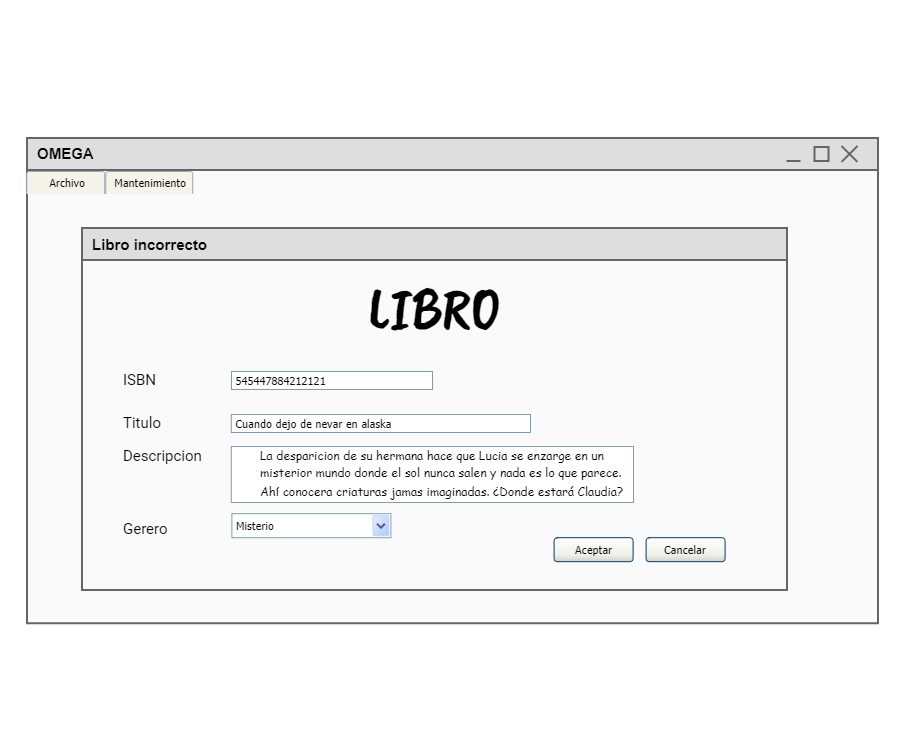 OMEGA
Archivo
Mantenimiento
Libro incorrecto
LIBRO
ISBN
545447884212121
Titulo
Cuando dejo de nevar en alaska
Descripcion
La desparicion de su hermana hace que Lucia se enzarge en un
misterior mundo donde el sol nunca salen y nada es lo que parece.
Ahí conocera criaturas jamas imaginadas. ¿Donde estará Claudia?
Gerero
Misterio
Aceptar
Cancelar